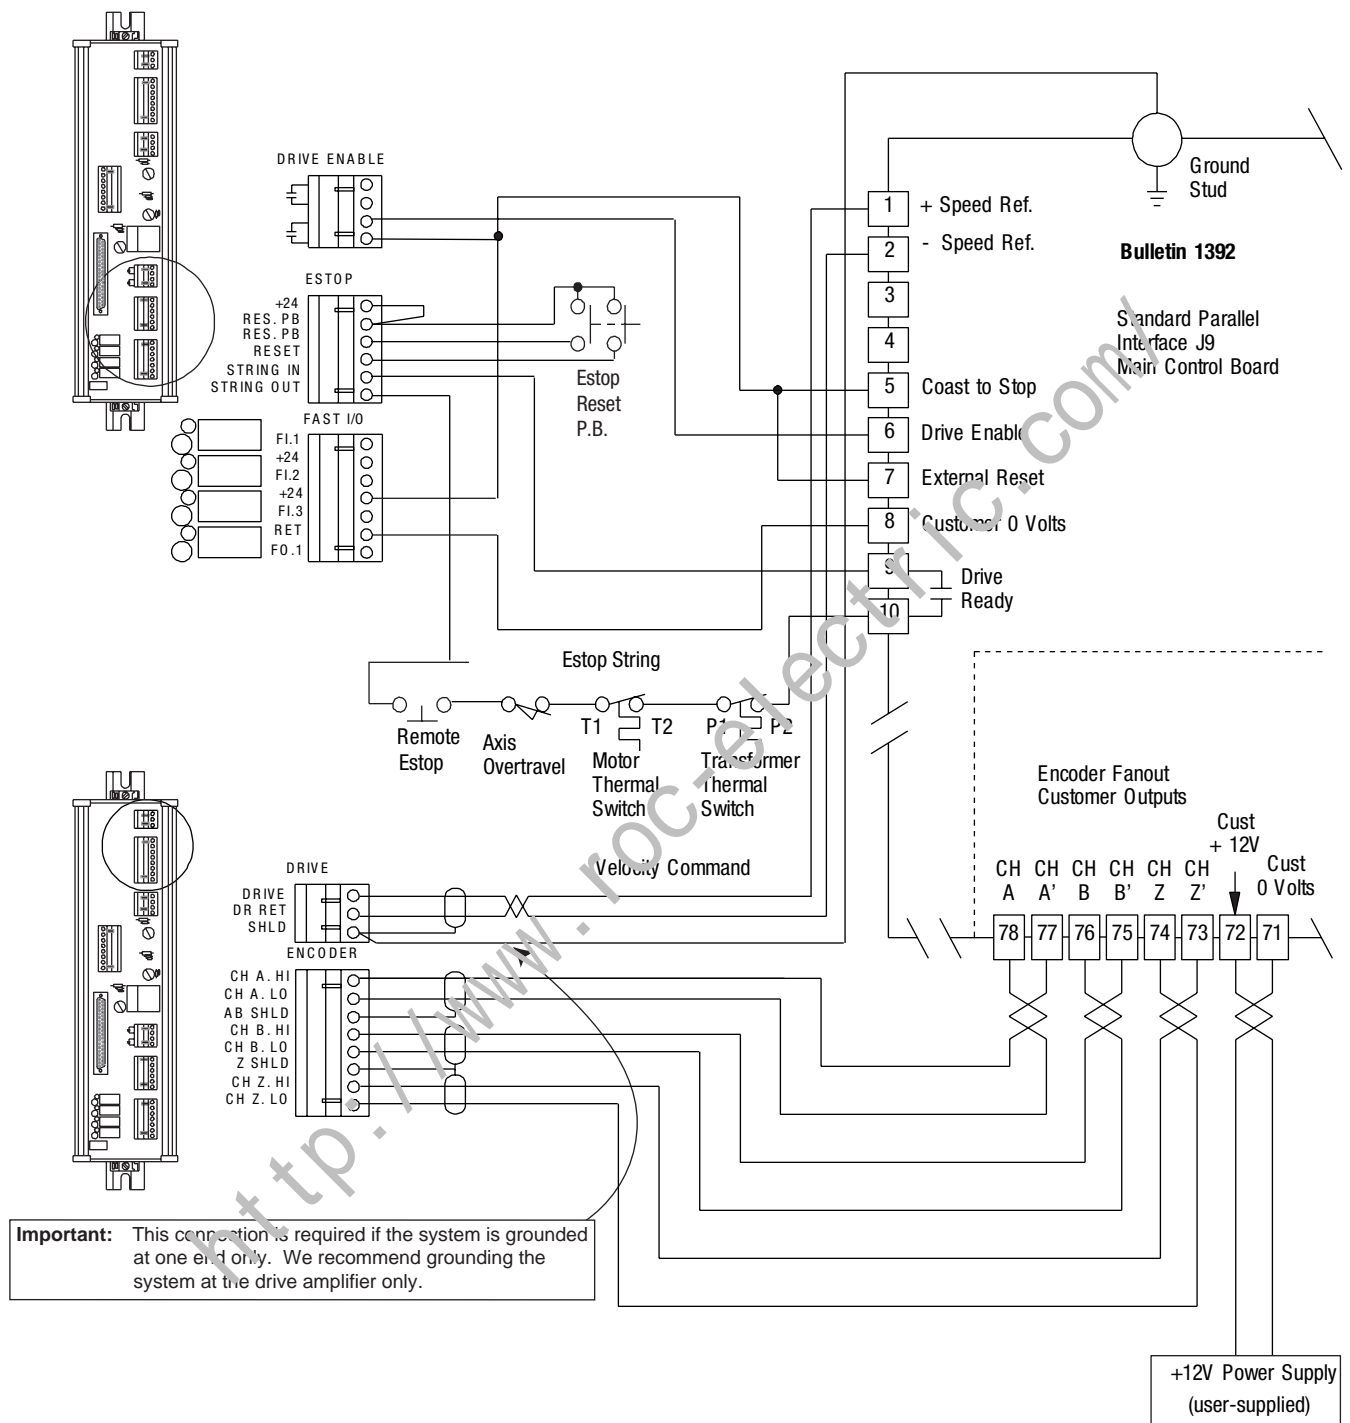 DRIVE ENABLE
ESTOP
+24
RES. PB
RES. PB
RESET
STRING IN
STRING OUT
FAST I/O
FI.1
+24
FI.2
+24
FI.3
RET
FO.1
Estop
Reset
P.B.
Ground
Stud
Bulletin 1392
Standard Parallel
Interface J9
Main Control Board
1 + Speed Ref.
2 - Speed Ref.
3
4
5 Coast to Stop
6 Drive Enable
7 External Reset
8 Customer 0 Volts
9
10
Drive
Ready
Estop String
Remote
Estop
Axis
Overtravel
T1 T2
Motor
Thermal
Switch
P1 P2
Transformer
Thermal
Switch
Encoder Fanout
Customer Outputs
Cust
+ 12V
Cust
0 Volts
CH
A
CH
A'
CH
B
CH
B'
CH
Z
CH
Z'
78 77 76 75 74 73 72 71
Velocity Command
DRIVE
DRIVE
DR RET
SHLD
ENCODER
CH A. HI
CH A. LO
AB SHLD
CH B. HI
CH B. LO
Z SHLD
CH Z. HI
CH Z. LO
Important: This connection is required if the system is grounded
at one end only. We recommend grounding the
system at the drive amplifier only.
+12V Power Supply
(user-supplied)
http://www.roc-electric.com/